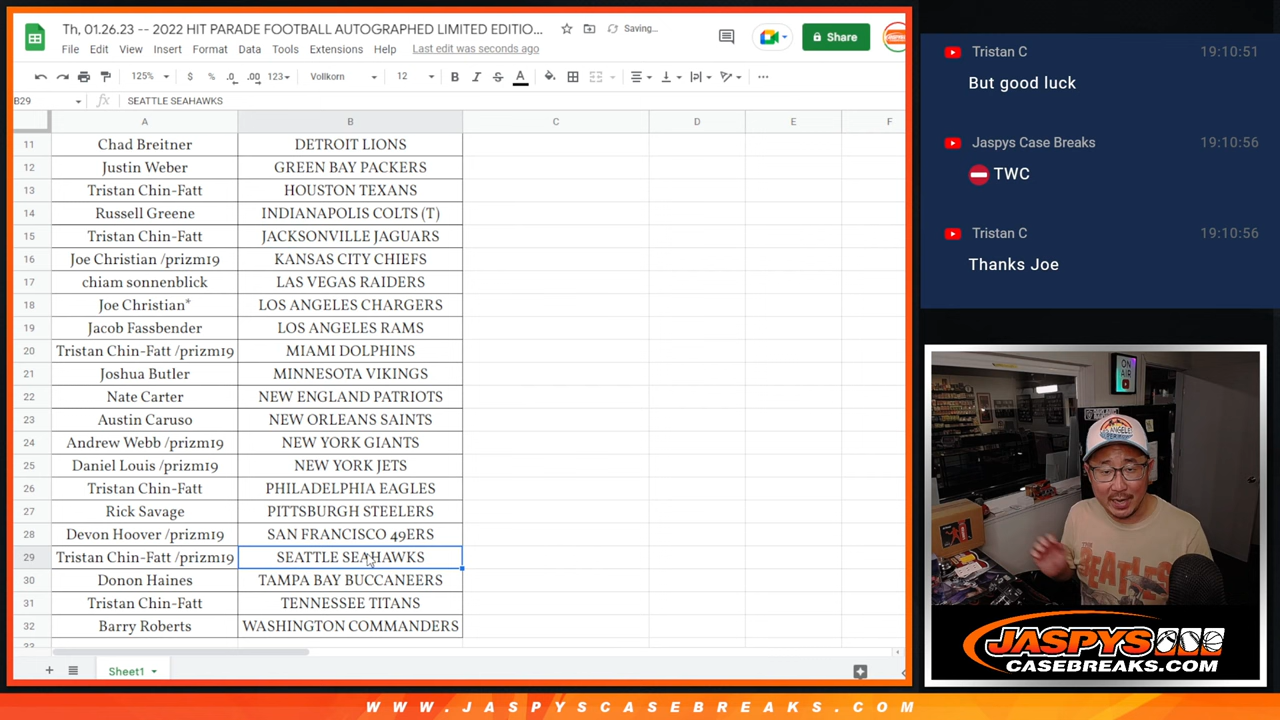 Th, 01.26.23 -- 2022 HIT PARADE FOOTBALL AUTOGRAPHED LIMITED EDITIO...
Saving...
File Edit View Insert Format Data Tools Extensions Help Last edit was seconds ago
Share
125% $ % .0 .00 123 Vollkorn 12 B I S A
B29 fx SEATTLE SEAHAWKS
A B C D E F
11 Chad Breitner DETROIT LIONS
12 Justin Weber GREEN BAY PACKERS
13 Tristan Chin-Fatt HOUSTON TEXANS
14 Russell Greene INDIANAPOLIS COLTS (T)
15 Tristan Chin-Fatt JACKSONVILLE JAGUARS
16 Joe Christian /prizm19 KANSAS CITY CHIEFS
17 chiam sonnenblick LAS VEGAS RAIDERS
18 Joe Christian* LOS ANGELES CHARGERS
19 Jacob Fassbender LOS ANGELES RAMS
20 Tristan Chin-Fatt /prizm19 MIAMI DOLPHINS
21 Joshua Butler MINNESOTA VIKINGS
22 Nate Carter NEW ENGLAND PATRIOTS
23 Austin Caruso NEW ORLEANS SAINTS
24 Andrew Webb /prizm19 NEW YORK GIANTS
25 Daniel Louis /prizm19 NEW YORK JETS
26 Tristan Chin-Fatt PHILADELPHIA EAGLES
27 Rick Savage PITTSBURGH STEELERS
28 Devon Hoover /prizm19 SAN FRANCISCO 49ERS
29 Tristan Chin-Fatt /prizm19 SEATTLE SEAHAWKS
30 Donon Haines TAMPA BAY BUCCANEERS
31 Tristan Chin-Fatt TENNESSEE TITANS
32 Barry Roberts WASHINGTON COMMANDERS
Sheet1
Tristan C 19:10:51
But good luck
Jaspys Case Breaks 19:10:56
TWC
Tristan C 19:10:56
Thanks Joe
ON
AIR
LOS ANGELES
THE
BEATLES
JASPYS
CASEBREAKS.COM
WWW.JASPYSCASEBREAKS.COM